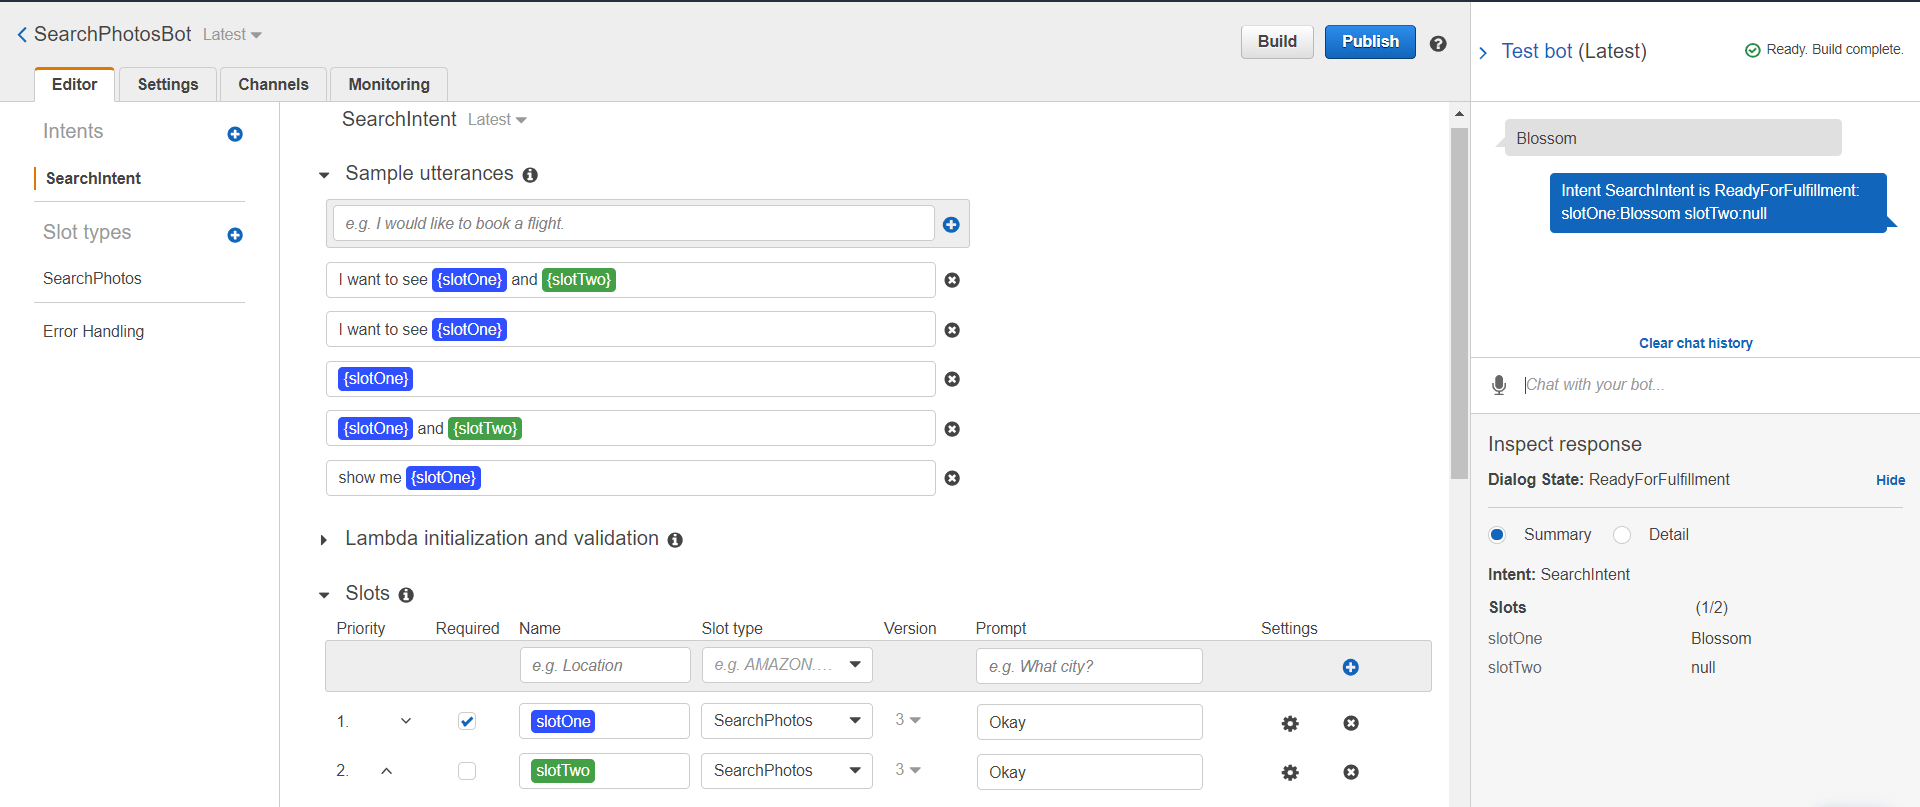 SearchPhotosBot Latest
Build Publish
Editor Settings Channels Monitoring
Intents
SearchIntent
Slot types
SearchPhotos
Error Handling
SearchIntent Latest
Sample utterances
e.g. I would like to book a flight.
I want to see {slotOne} and {slotTwo}
I want to see {slotOne}
{slotOne}
{slotOne} and {slotTwo}
show me {slotOne}
Lambda initialization and validation
Slots
Priority Required Name Slot type Version Prompt Settings
e.g. Location e.g. AMAZON.... e.g. What city?
1. slotOne SearchPhotos 3 Okay
2. slotTwo SearchPhotos 3 Okay
Test bot (Latest) Ready. Build complete.
Blossom
Intent SearchIntent is ReadyForFulfillment:
slotOne:Blossom slotTwo:null
Clear chat history
Chat with your bot...
Inspect response
Dialog State: ReadyForFulfillment Hide
Summary Detail
Intent: SearchIntent
Slots (1/2)
slotOne Blossom
slotTwo null